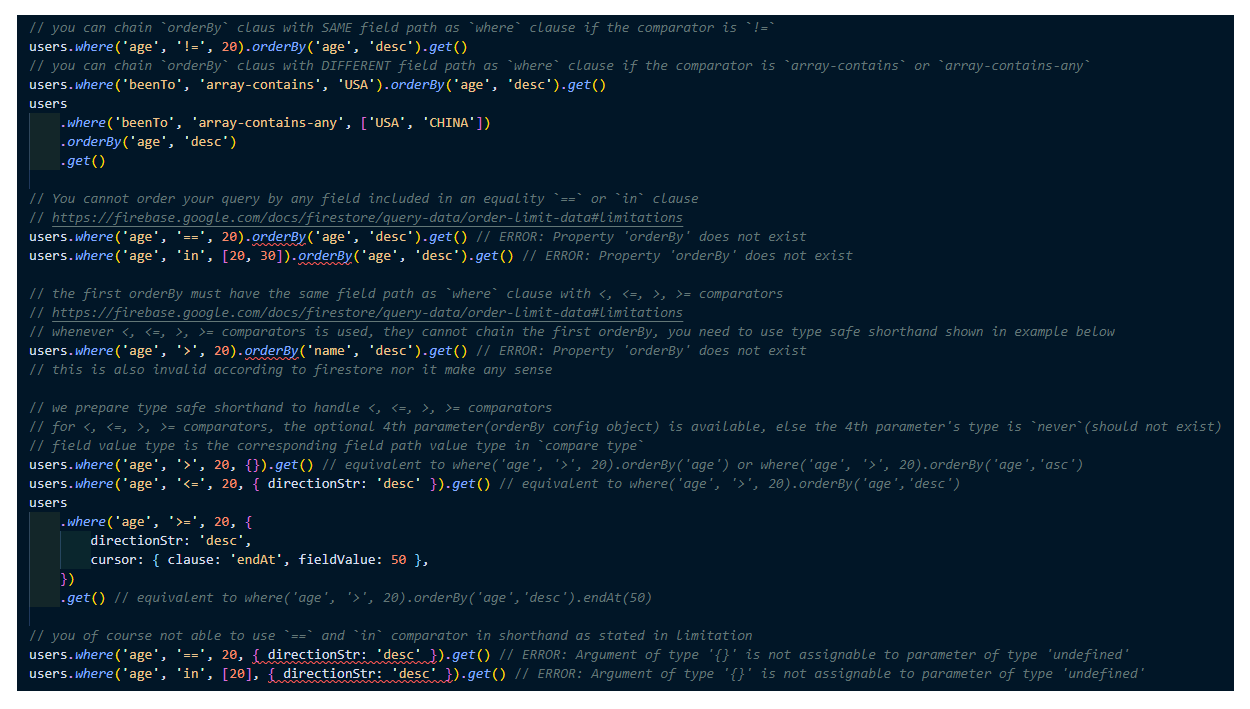 // you can chain `orderBy` claus with SAME field path as `where` clause if the comparator is `!=`
users.where('age', '!=', 20).orderBy('age', 'desc').get()
// you can chain `orderBy` claus with DIFFERENT field path as `where` clause if the comparator is `array-contains` or `array-contains-any`
users.where('beenTo', 'array-contains', 'USA').orderBy('age', 'desc').get()
users
.where('beenTo', 'array-contains-any', ['USA', 'CHINA'])
.orderBy('age', 'desc')
.get()
// You cannot order your query by any field included in an equality `==` or `in` clause
// https://firebase.google.com/docs/firestore/query-data/order-limit-data#limitations
users.where('age', '==', 20).orderBy('age', 'desc').get() // ERROR: Property 'orderBy' does not exist
users.where('age', 'in', [20, 30]).orderBy('age', 'desc').get() // ERROR: Property 'orderBy' does not exist
// the first orderBy must have the same field path as `where` clause with <, <=, >, >= comparators
// https://firebase.google.com/docs/firestore/query-data/order-limit-data#limitations
// whenever <, <=, >, >= comparators is used, they cannot chain the first orderBy, you need to use type safe shorthand shown in example below
users.where('age', '>', 20).orderBy('name', 'desc').get() // ERROR: Property 'orderBy' does not exist
// this is also invalid according to firestore nor it make any sense
// we prepare type safe shorthand to handle <, <=, >, >= comparators
// for <, <=, >, >= comparators, the optional 4th parameter(orderBy config object) is available, else the 4th parameter's type is `never`(should not exist)
// field value type is the corresponding field path value type in `compare type`
users.where('age', '>', 20, {}).get() // equivalent to where('age', '>', 20).orderBy('age') or where('age', '>', 20).orderBy('age','asc')
users.where('age', '<=', 20, { directionStr: 'desc' }).get() // equivalent to where('age', '>', 20).orderBy('age','desc')
users
.where('age', '>=', 20, {
directionStr: 'desc',
cursor: { clause: 'endAt', fieldValue: 50 },
})
.get() // equivalent to where('age', '>', 20).orderBy('age','desc').endAt(50)
// you of course not able to use `==` and `in` comparator in shorthand as stated in limitation
users.where('age', '==', 20, { directionStr: 'desc' }).get() // ERROR: Argument of type '{}' is not assignable to parameter of type 'undefined'
users.where('age', 'in', [20], { directionStr: 'desc' }).get() // ERROR: Argument of type '{}' is not assignable to parameter of type 'undefined'